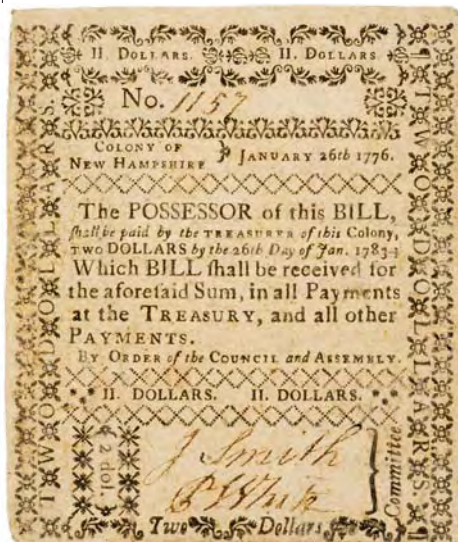 II. DOLLARS. II. DOLLARS.
No. 1157
COLONY OF
NEW HAMPSHIRE } JANUARY 26th 1776.
The POSSESSOR of this BILL,
ſhall be paid by the TREASURER of this Colony,
TWO DOLLARS by the 26th Day of Jan. 1783
Which BILL ſhall be received for
the aforeſaid Sum, in all Payments
at the TREASURY, and all other
PAYMENTS.
BY ORDER of the COUNCIL and ASSEMBLY.
II. DOLLARS. II. DOLLARS.
2 dol.
J Smith
P White
} Committee
Two Dollars
TWO DOLLARS.
TWO DOLLARS.